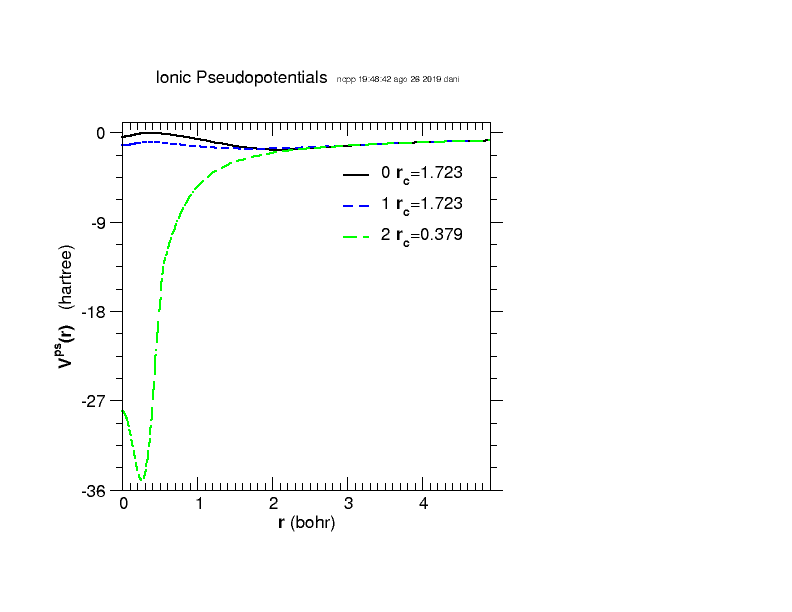 Ionic Pseudopotentials ncpp 19:48:42 ago 26 2019 dani
0
-9
-18
-27
-36
V^ps(r) (hartree)
0 r_c=1.723
1 r_c=1.723
2 r_c=0.379
0 1 2 3 4
r (bohr)